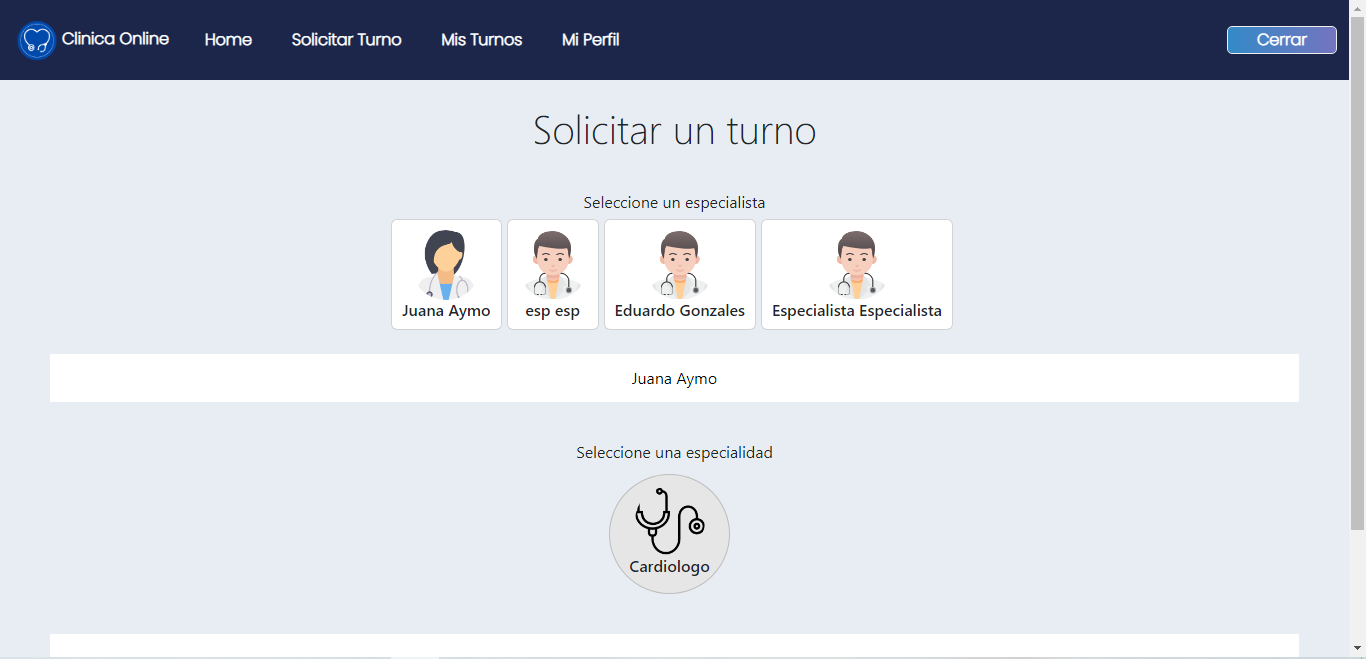 Clinica Online Home Solicitar Turno Mis Turnos Mi Perfil Cerrar
Solicitar un turno
Seleccione un especialista
Juana Aymo esp esp Eduardo Gonzales Especialista Especialista
Juana Aymo
Seleccione una especialidad
Cardiologo